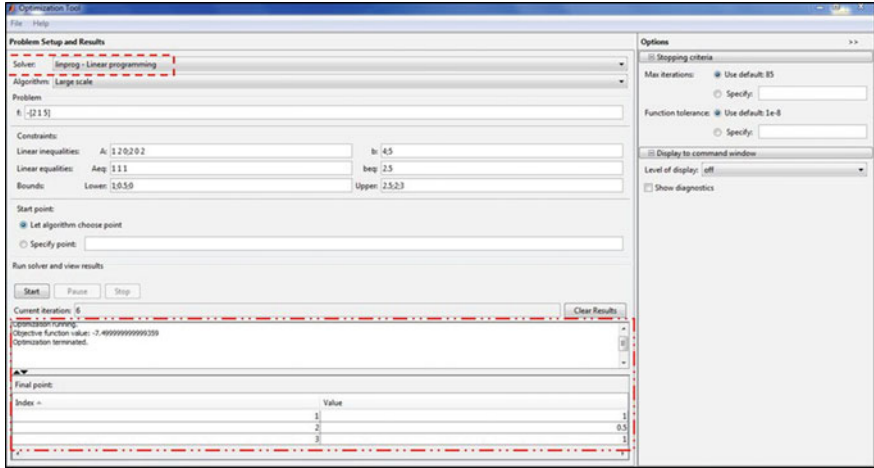 Optimization Tool
File Help
Problem Setup and Results
Solver: linprog - Linear programming
Algorithm: Large scale
Problem
f: -[2 1 5]
Constraints:
Linear inequalities: A: 1 2 0;2 0 2 b: 4;5
Linear equalities: Aeq: 1 1 1 beq: 2.5
Bounds: Lower: 1;0.5;0 Upper: 2.5;2;3
Start point:
Let algorithm choose point
Specify point:
Run solver and view results
Start Pause Stop
Current iteration: 6 Clear Results
Optimization running.
Objective function value: -7.499999999999359
Optimization terminated.
Final point:
Index Value
1 1
2 0.5
3 1
Options >>
Stopping criteria
Max iterations: Use default: 85
Specify:
Function tolerance: Use default: 1e-8
Specify:
Display to command window
Level of display: off
Show diagnostics